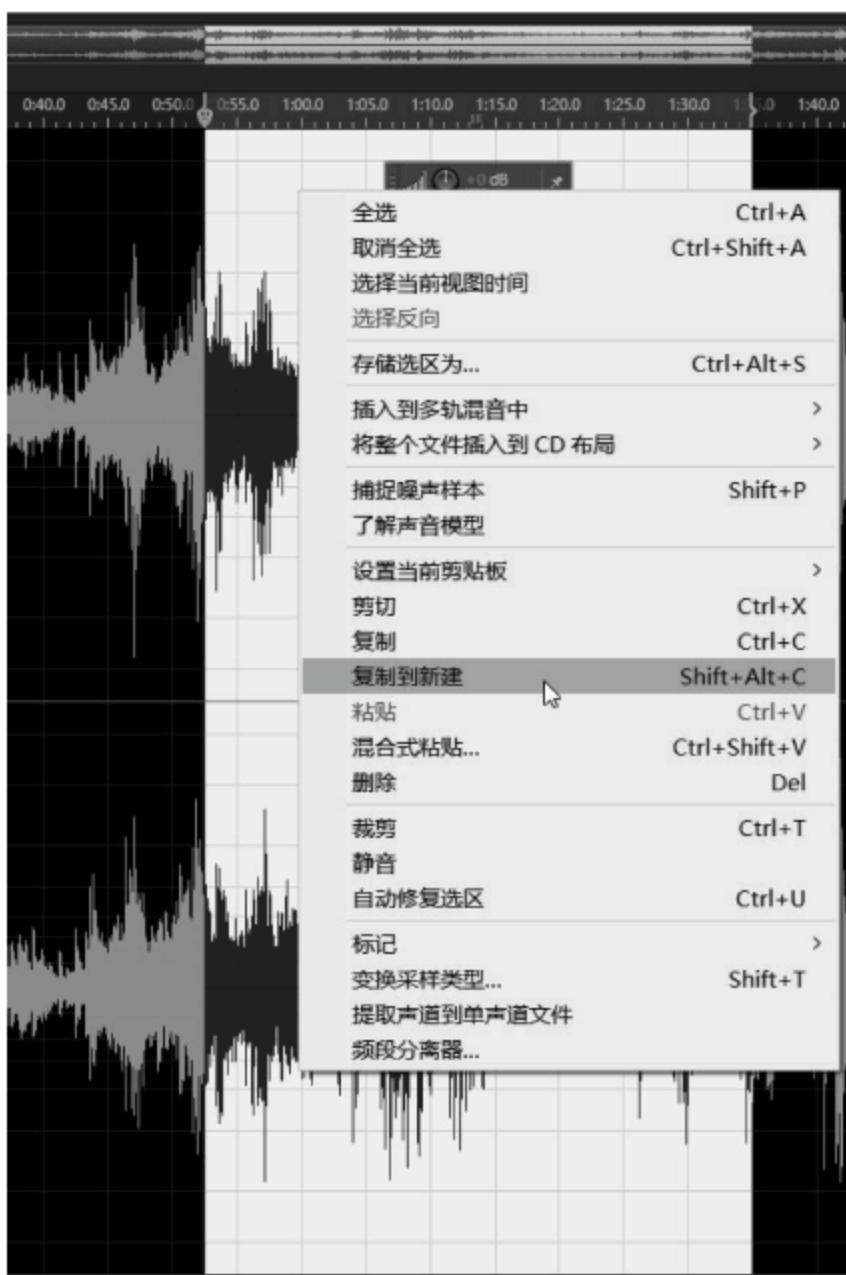 0:40.0 0:45.0 0:50.0 0:55.0 1:00.0 1:05.0 1:10.0 1:15.0 1:20.0 1:25.0 1:30.0 1:40.0
+0 dB
全选 Ctrl+A
取消全选 Ctrl+Shift+A
选择当前视图时间
选择反向
存储选区为... Ctrl+Alt+S
插入到多轨混音中 >
将整个文件插入到 CD 布局 >
捕捉噪声样本 Shift+P
了解声音模型
设置当前剪贴板 >
剪切 Ctrl+X
复制 Ctrl+C
复制到新建 Shift+Alt+C
粘贴 Ctrl+V
混合式粘贴... Ctrl+Shift+V
删除 Del
裁剪 Ctrl+T
静音
自动修复选区 Ctrl+U
标记 >
变换采样类型... Shift+T
提取声道到单声道文件
频段分离器...